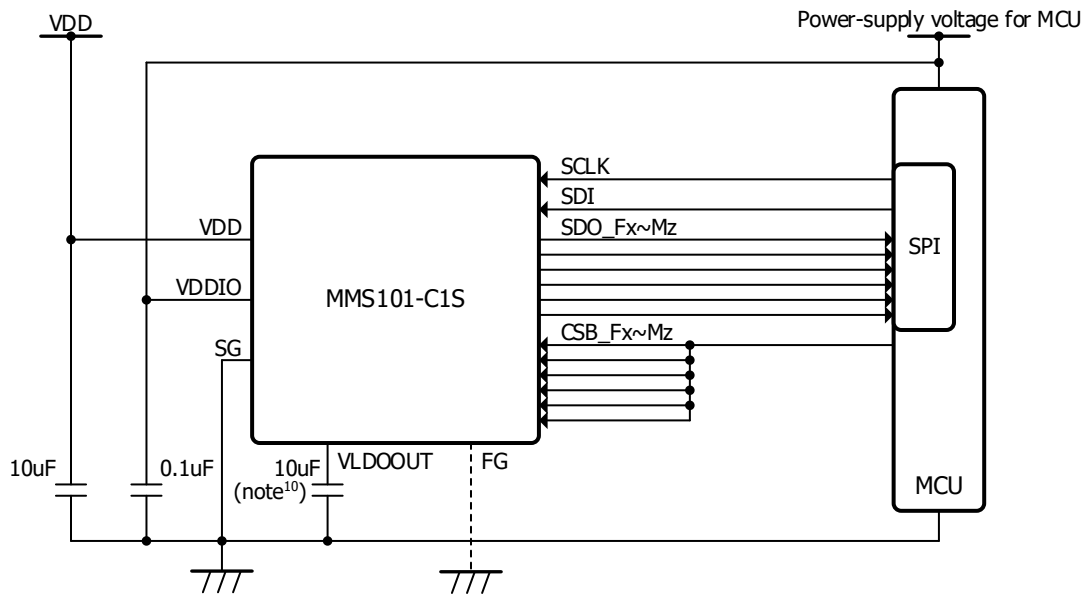 VDD
Power-supply voltage for MCU
SCLK
SDI
VDD
SDO_Fx~Mz
SPI
VDDIO
MMS101-C1S
SG
CSB_Fx~Mz
10uF
0.1uF
10uF
(note¹⁰)
VLDOOUT
FG
MCU